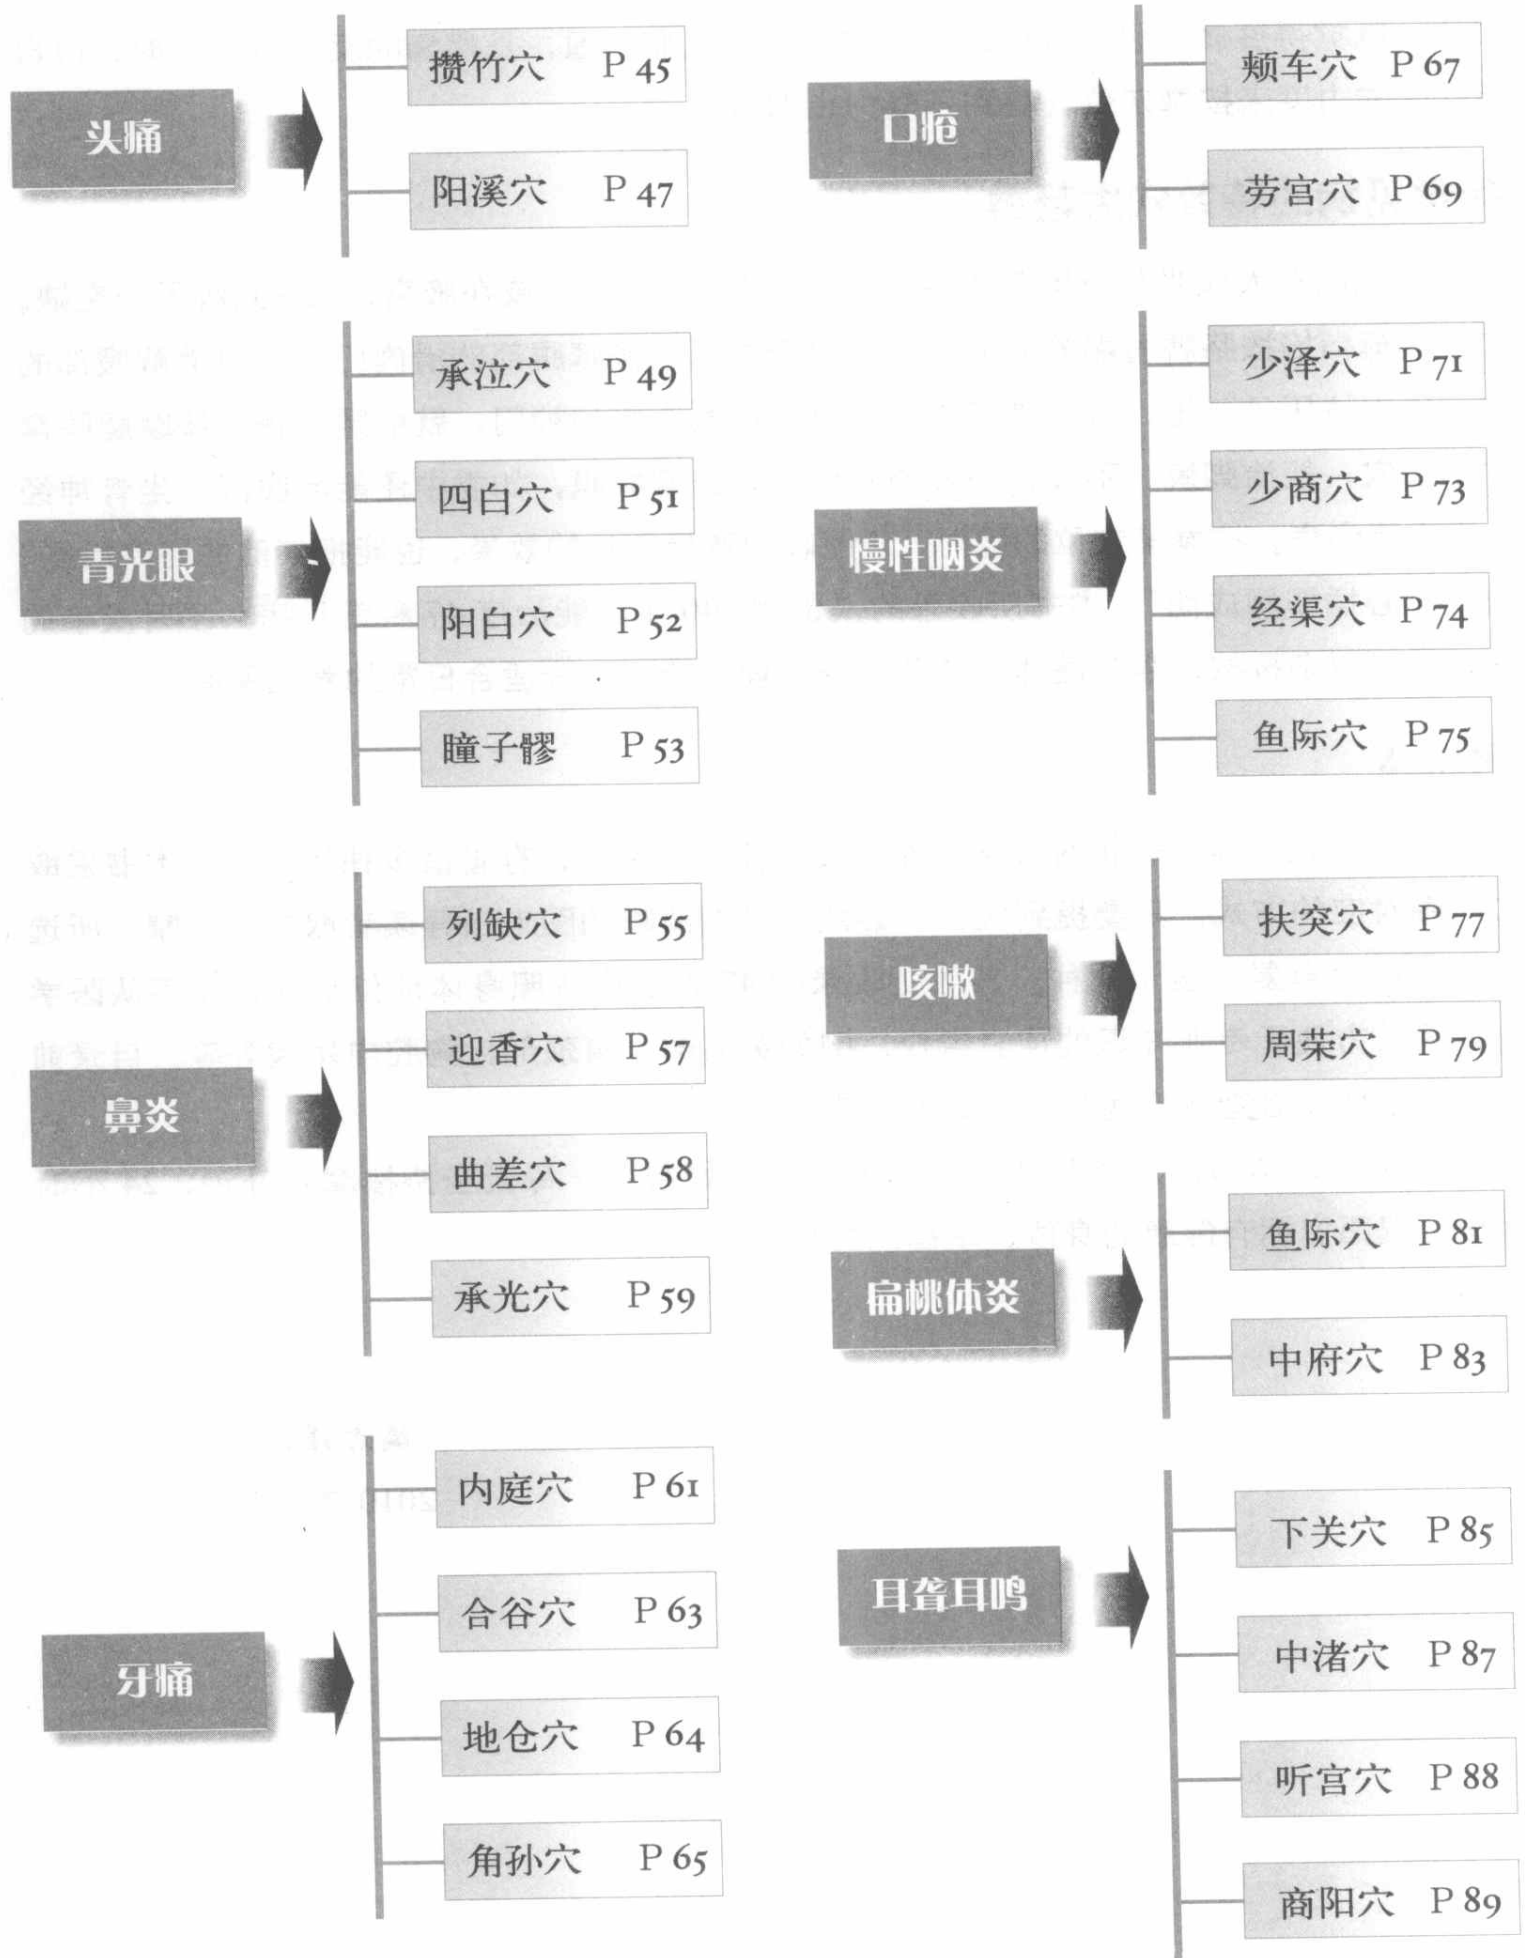 头痛
攒竹穴 P 45
阳溪穴 P 47
青光眼
承泣穴 P 49
四白穴 P 51
阳白穴 P 52
瞳子髎 P 53
鼻炎
列缺穴 P 55
迎香穴 P 57
曲差穴 P 58
承光穴 P 59
牙痛
内庭穴 P 61
合谷穴 P 63
地仓穴 P 64
角孙穴 P 65
口疮
颊车穴 P 67
劳宫穴 P 69
慢性咽炎
少泽穴 P 71
少商穴 P 73
经渠穴 P 74
鱼际穴 P 75
咳嗽
扶突穴 P 77
周荣穴 P 79
扁桃体炎
鱼际穴 P 81
中府穴 P 83
耳聋耳鸣
下关穴 P 85
中渚穴 P 87
听宫穴 P 88
商阳穴 P 89